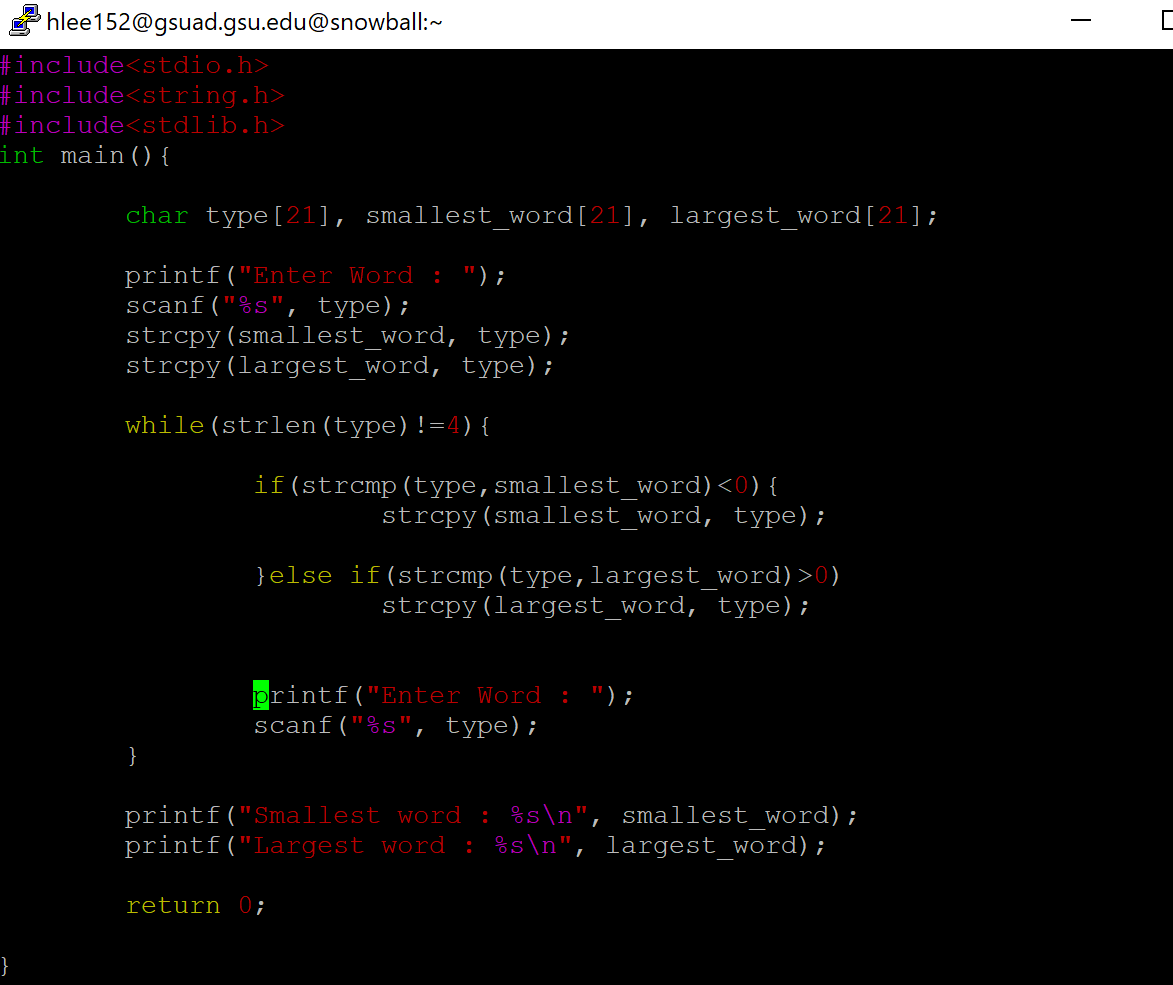 hlee152@gsuad.gsu.edu@snowball:~
#include<stdio.h>
#include<string.h>
#include<stdlib.h>
int main(){
char type[21], smallest_word[21], largest_word[21];
printf("Enter Word : ");
scanf("%s", type);
strcpy(smallest_word, type);
strcpy(largest_word, type);
while(strlen(type)!=4){
if(strcmp(type,smallest_word)<0){
strcpy(smallest_word, type);
}else if(strcmp(type,largest_word)>0)
strcpy(largest_word, type);
printf("Enter Word : ");
scanf("%s", type);
}
printf("Smallest word : %s\n", smallest_word);
printf("Largest word : %s\n", largest_word);
return 0;
}